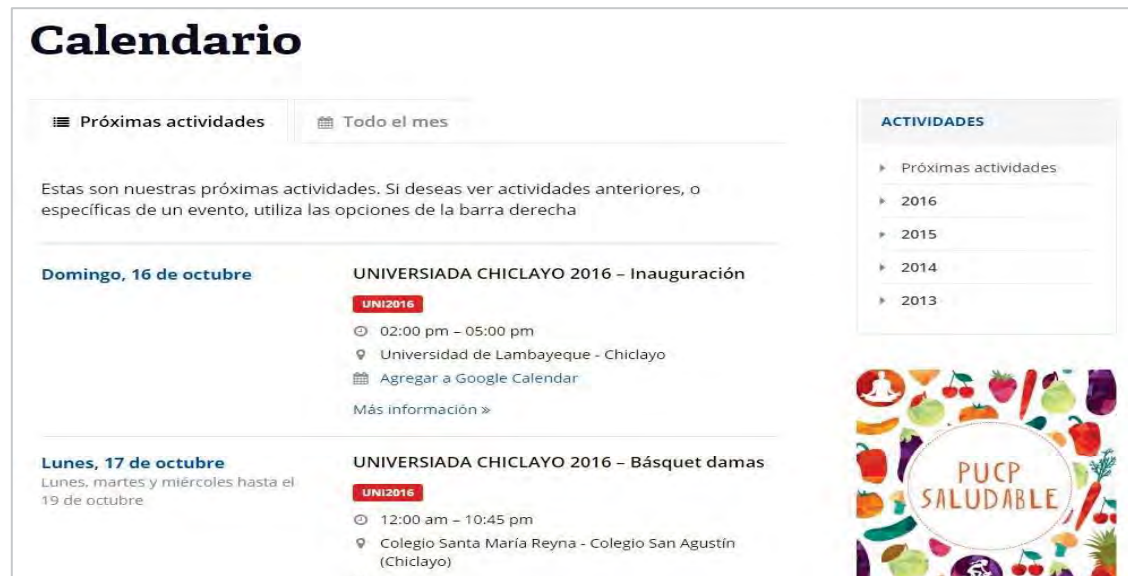 Calendario
Próximas actividades
Todo el mes
Estas son nuestras próximas actividades. Si deseas ver actividades anteriores, o
específicas de un evento, utiliza las opciones de la barra derecha
Domingo, 16 de octubre
UNIVERSIADA CHICLAYO 2016 – Inauguración
UNI2016
02:00 pm – 05:00 pm
Universidad de Lambayeque - Chiclayo
Agregar a Google Calendar
Más información »
Lunes, 17 de octubre
Lunes, martes y miércoles hasta el
19 de octubre
UNIVERSIADA CHICLAYO 2016 – Básquet damas
UNI2016
12:00 am – 10:45 pm
Colegio Santa María Reyna - Colegio San Agustín
(Chiclayo)
ACTIVIDADES
Próximas actividades
2016
2015
2014
2013
PUCP
SALUDABLE